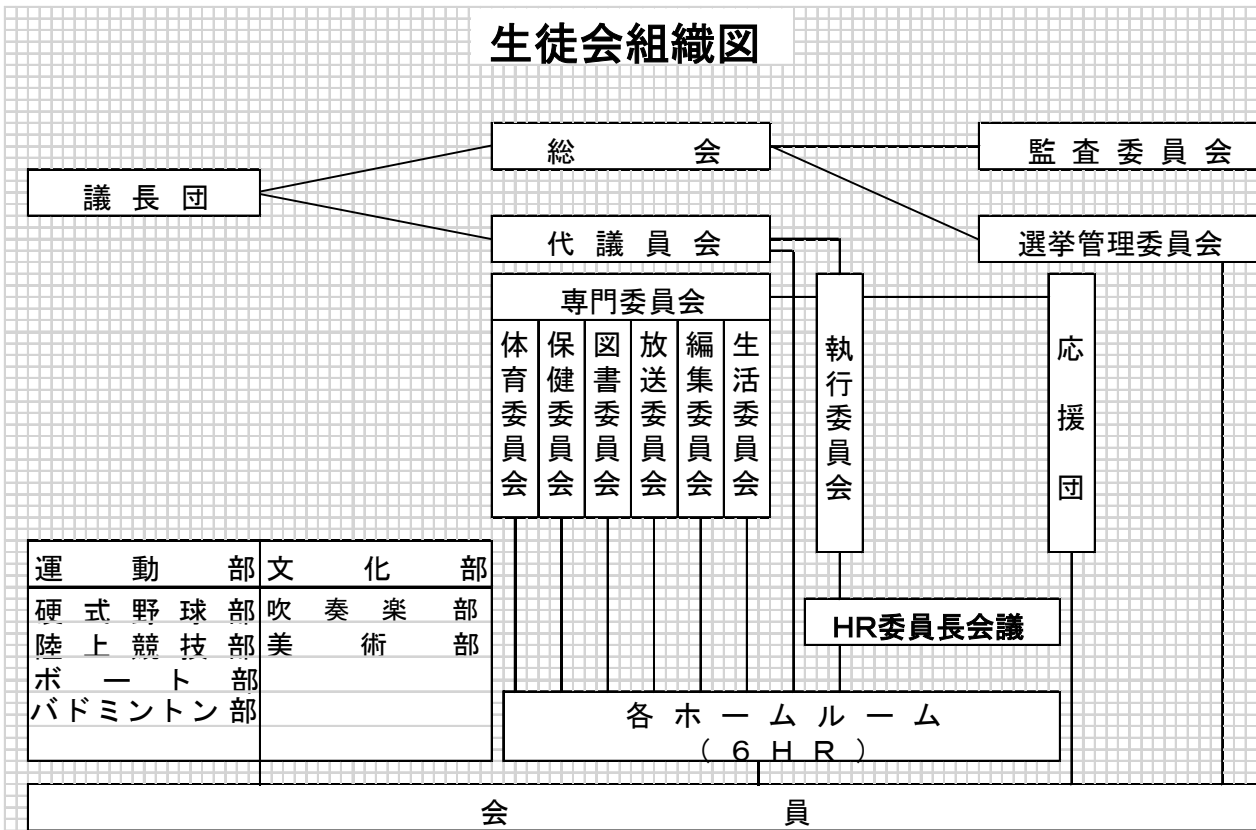 生徒会組織図
総会
監査委員会
議長団
代議員会
選挙管理委員会
専門委員会
体育委員会
保健委員会
図書委員会
放送委員会
編集委員会
生活委員会
執行委員会
応援団
運動部 文化部
硬式野球部 吹奏楽部
陸上競技部 美術部
ボート部
バドミントン部
HR委員長会議
各ホームルーム
(6HR)
会員